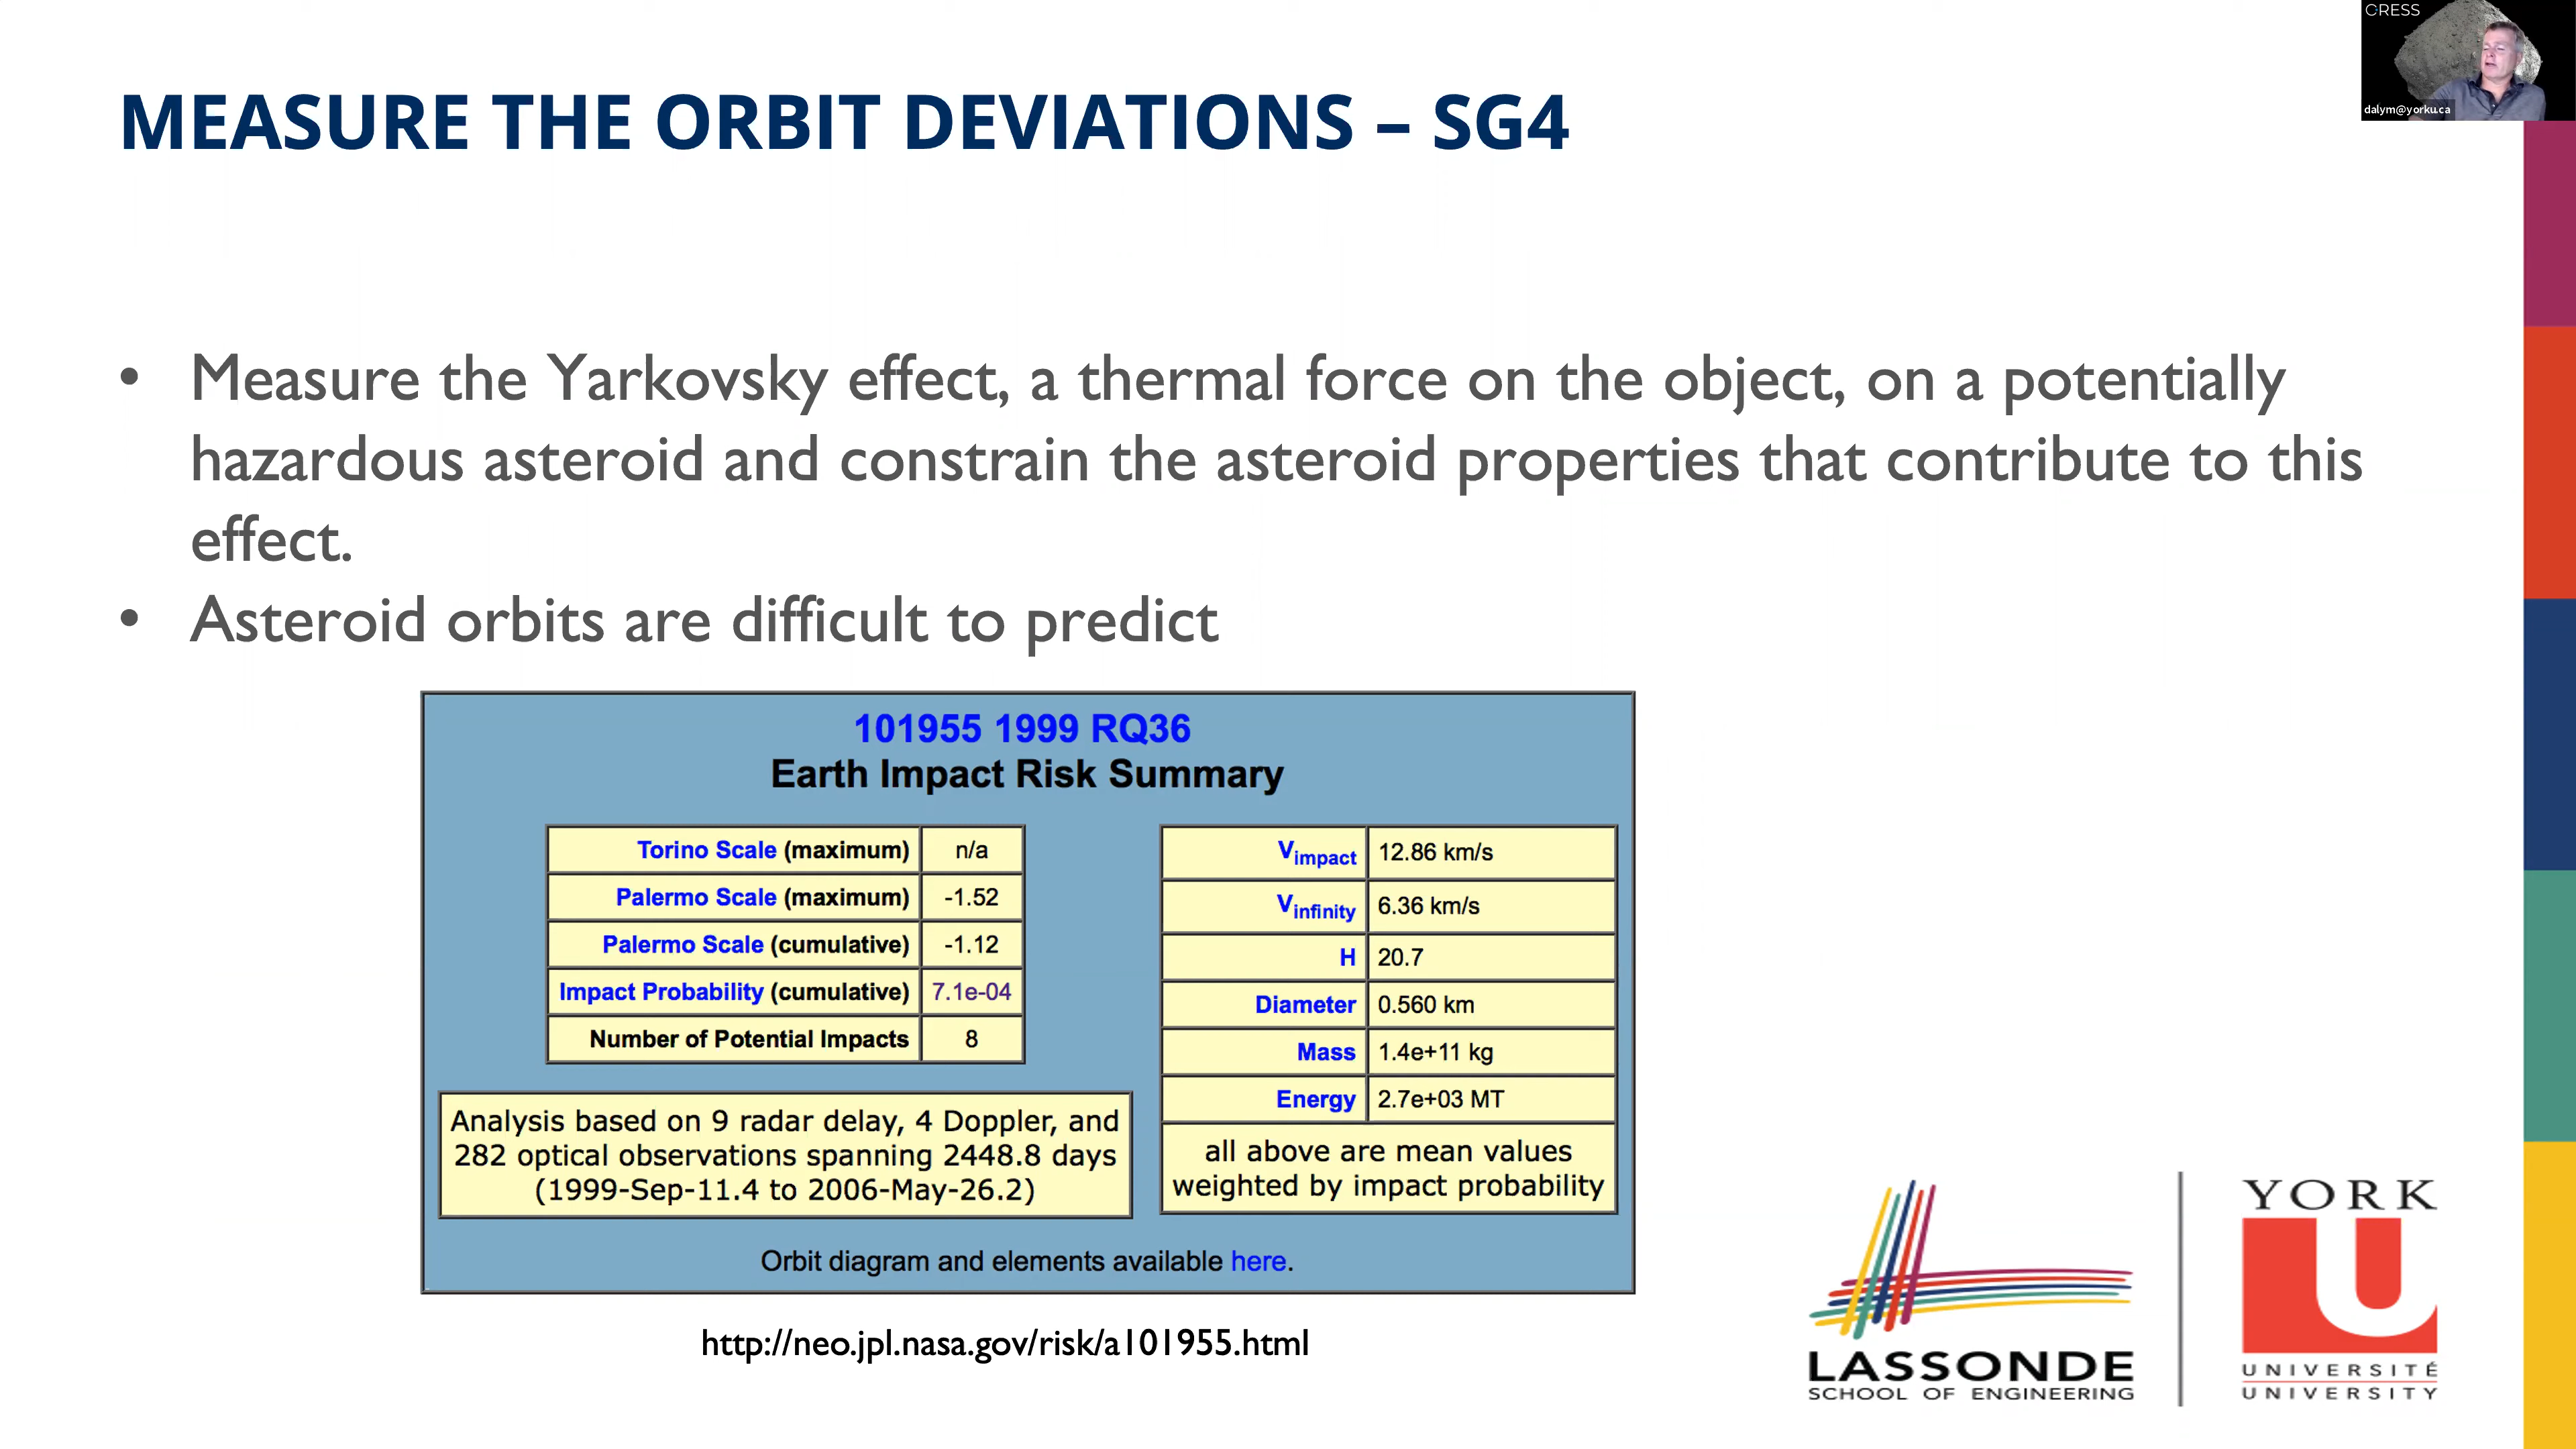 CRESS
dalym@yorku.ca
MEASURE THE ORBIT DEVIATIONS – SG4
• Measure the Yarkovsky effect, a thermal force on the object, on a potentially
hazardous asteroid and constrain the asteroid properties that contribute to this
effect.
• Asteroid orbits are difficult to predict
101955 1999 RQ36
Earth Impact Risk Summary
Torino Scale (maximum) n/a
Palermo Scale (maximum) -1.52
Palermo Scale (cumulative) -1.12
Impact Probability (cumulative) 7.1e-04
Number of Potential Impacts 8
Analysis based on 9 radar delay, 4 Doppler, and
282 optical observations spanning 2448.8 days
(1999-Sep-11.4 to 2006-May-26.2)
Vimpact 12.86 km/s
Vinfinity 6.36 km/s
H 20.7
Diameter 0.560 km
Mass 1.4e+11 kg
Energy 2.7e+03 MT
all above are mean values
weighted by impact probability
Orbit diagram and elements available here.
http://neo.jpl.nasa.gov/risk/a101955.html
LASSONDE
SCHOOL OF ENGINEERING
YORK
U
UNIVERSITÉ
UNIVERSITY